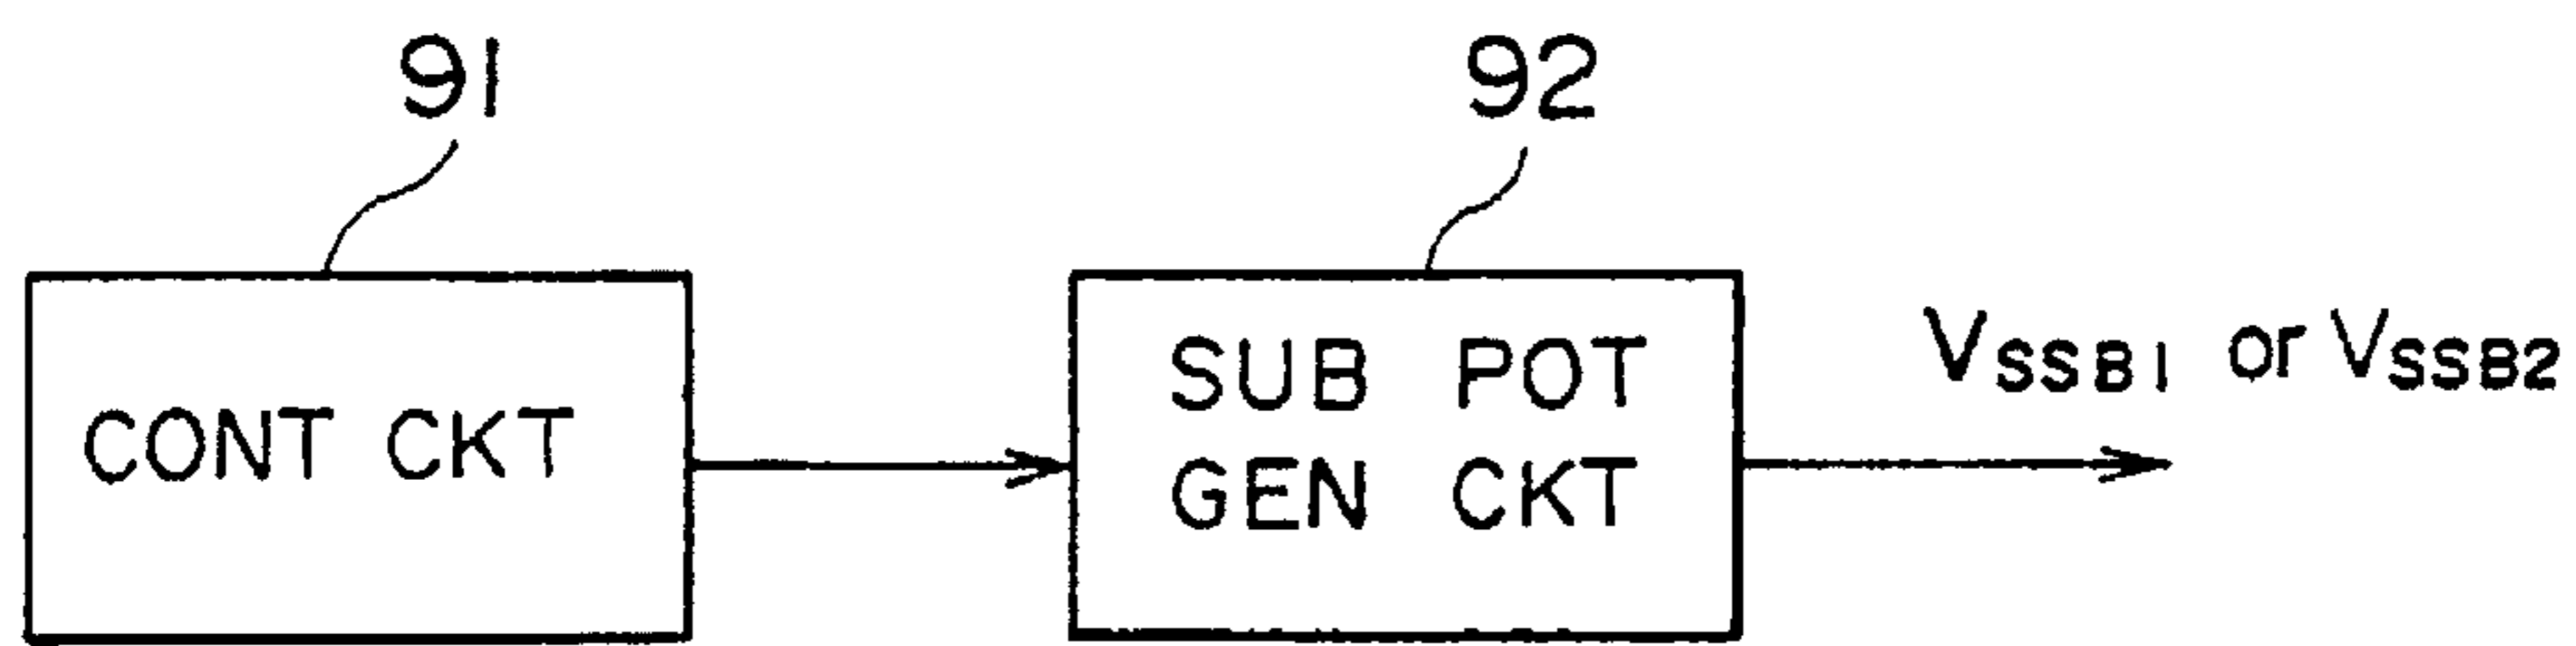 91
92
CONT CKT
SUB POT
GEN CKT
VSSB1 or VSSB2